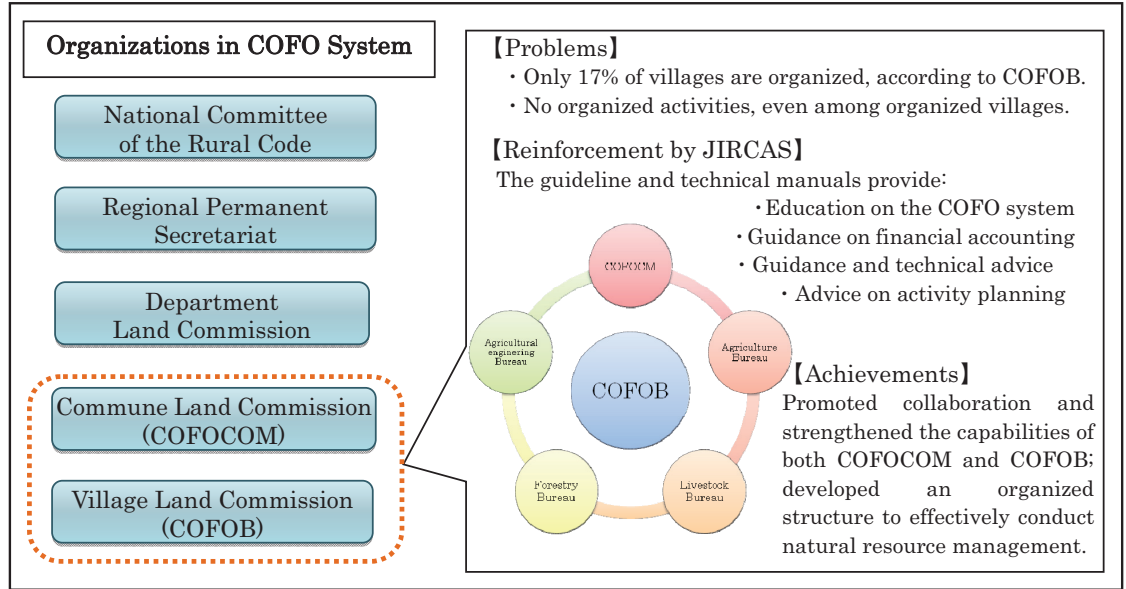 Organizations in COFO System
National Committee
of the Rural Code
Regional Permanent
Secretariat
Department
Land Commission
Commune Land Commission
(COFOCOM)
Village Land Commission
(COFOB)
【Problems】
・Only 17% of villages are organized, according to COFOB.
・No organized activities, even among organized villages.
【Reinforcement by JIRCAS】
The guideline and technical manuals provide:
・Education on the COFO system
・Guidance on financial accounting
・Guidance and technical advice
・Advice on activity planning
COFOCM
Agriculture
Bureau
Livestock
Bureau
Forestry
Bureau
Agricultural
enginering
Bureau
COFOB
【Achievements】
Promoted collaboration and
strengthened the capabilities of
both COFOCOM and COFOB;
developed an organized
structure to effectively conduct
natural resource management.